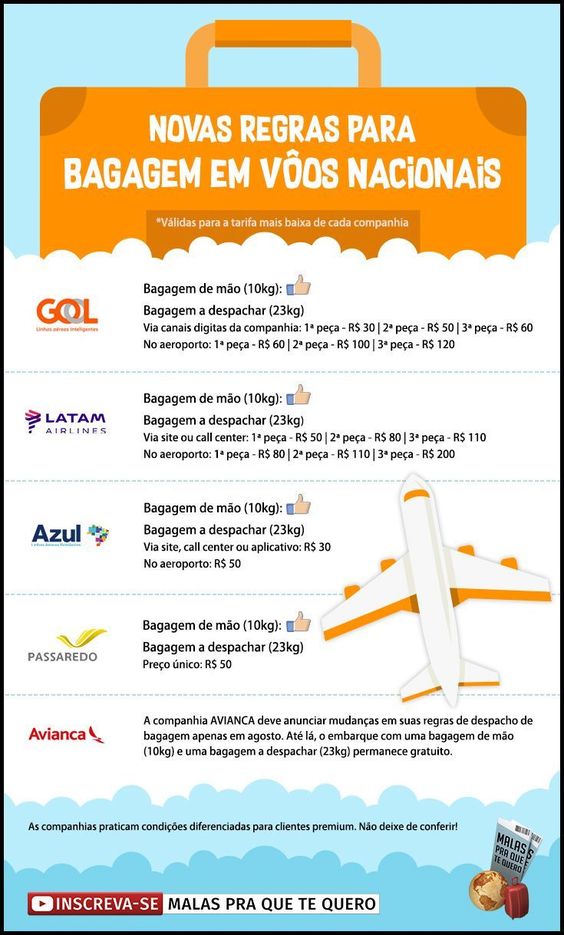 NOVAS REGRAS PARA
BAGAGEM EM VÔOS NACIONAIS
*Válidas para a tarifa mais baixa de cada companhia
GOL
Linhas aéreas inteligentes
Bagagem de mão (10kg):
Bagagem a despachar (23kg)
Via canais digitas da companhia: 1ª peça - R$ 30 | 2ª peça - R$ 50 | 3ª peça - R$ 60
No aeroporto: 1ª peça - R$ 60 | 2ª peça - R$ 100 | 3ª peça - R$ 120
LATAM
AIRLINES
Bagagem de mão (10kg):
Bagagem a despachar (23kg)
Via site ou call center: 1ª peça - R$ 50 | 2ª peça - R$ 80 | 3ª peça - R$ 110
No aeroporto: 1ª peça - R$ 80 | 2ª peça - R$ 110 | 3ª peça - R$ 200
Azul
Bagagem de mão (10kg):
Bagagem a despachar (23kg)
Via site, call center ou aplicativo: R$ 30
No aeroporto: R$ 50
PASSAREDO
Bagagem de mão (10kg):
Bagagem a despachar (23kg)
Preço único: R$ 50
Avianca
A companhia AVIANCA deve anunciar mudanças em suas regras de despacho de
bagagem apenas em agosto. Até lá, o embarque com uma bagagem de mão
(10kg) e uma bagagem a despachar (23kg) permanece gratuito.
As companhias praticam condições diferenciadas para clientes premium. Não deixe de conferir!
MALAS
PRA QUE
TE QUERO
INSCREVA-SE MALAS PRA QUE TE QUERO